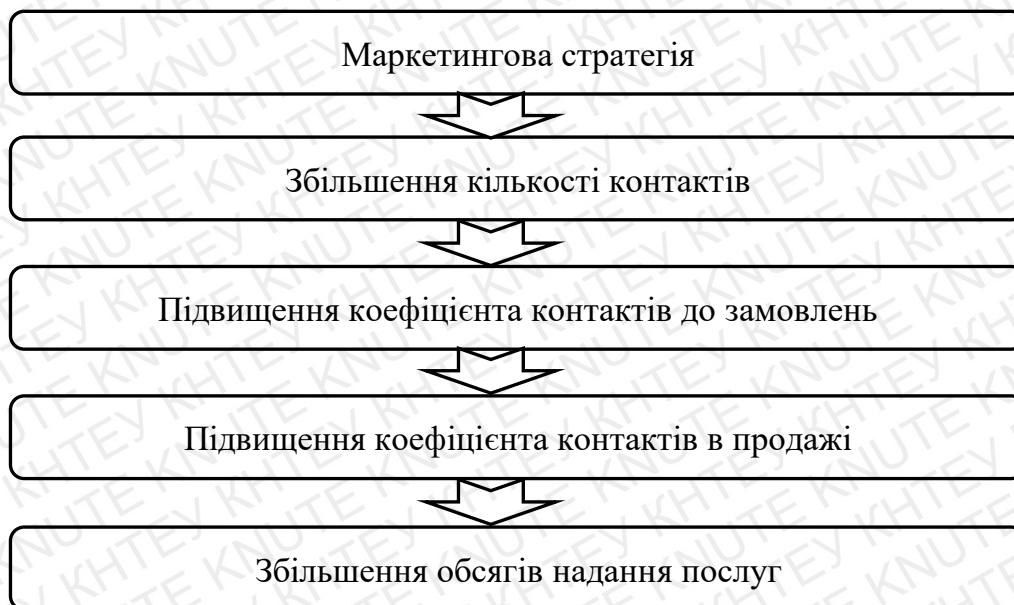 Маркетингова стратегія
Збільшення кількості контактів
Підвищення коефіцієнта контактів до замовлень
Підвищення коефіцієнта контактів в продажі
Збільшення обсягів надання послуг